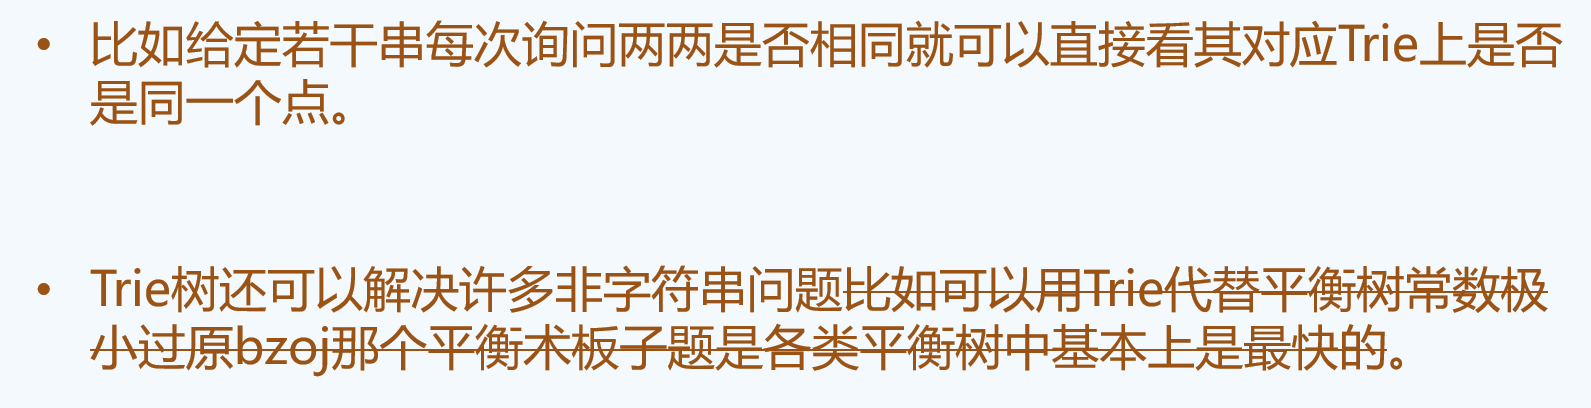 • 比如给定若干串每次询问两两是否相同就可以直接看其对应Trie上是否
是同一个点。
• Trie树还可以解决许多非字符串问题比如可以用Trie代替平衡树常数极
小过原bzoj那个平衡术板子题是各类平衡树中基本上是最快的。